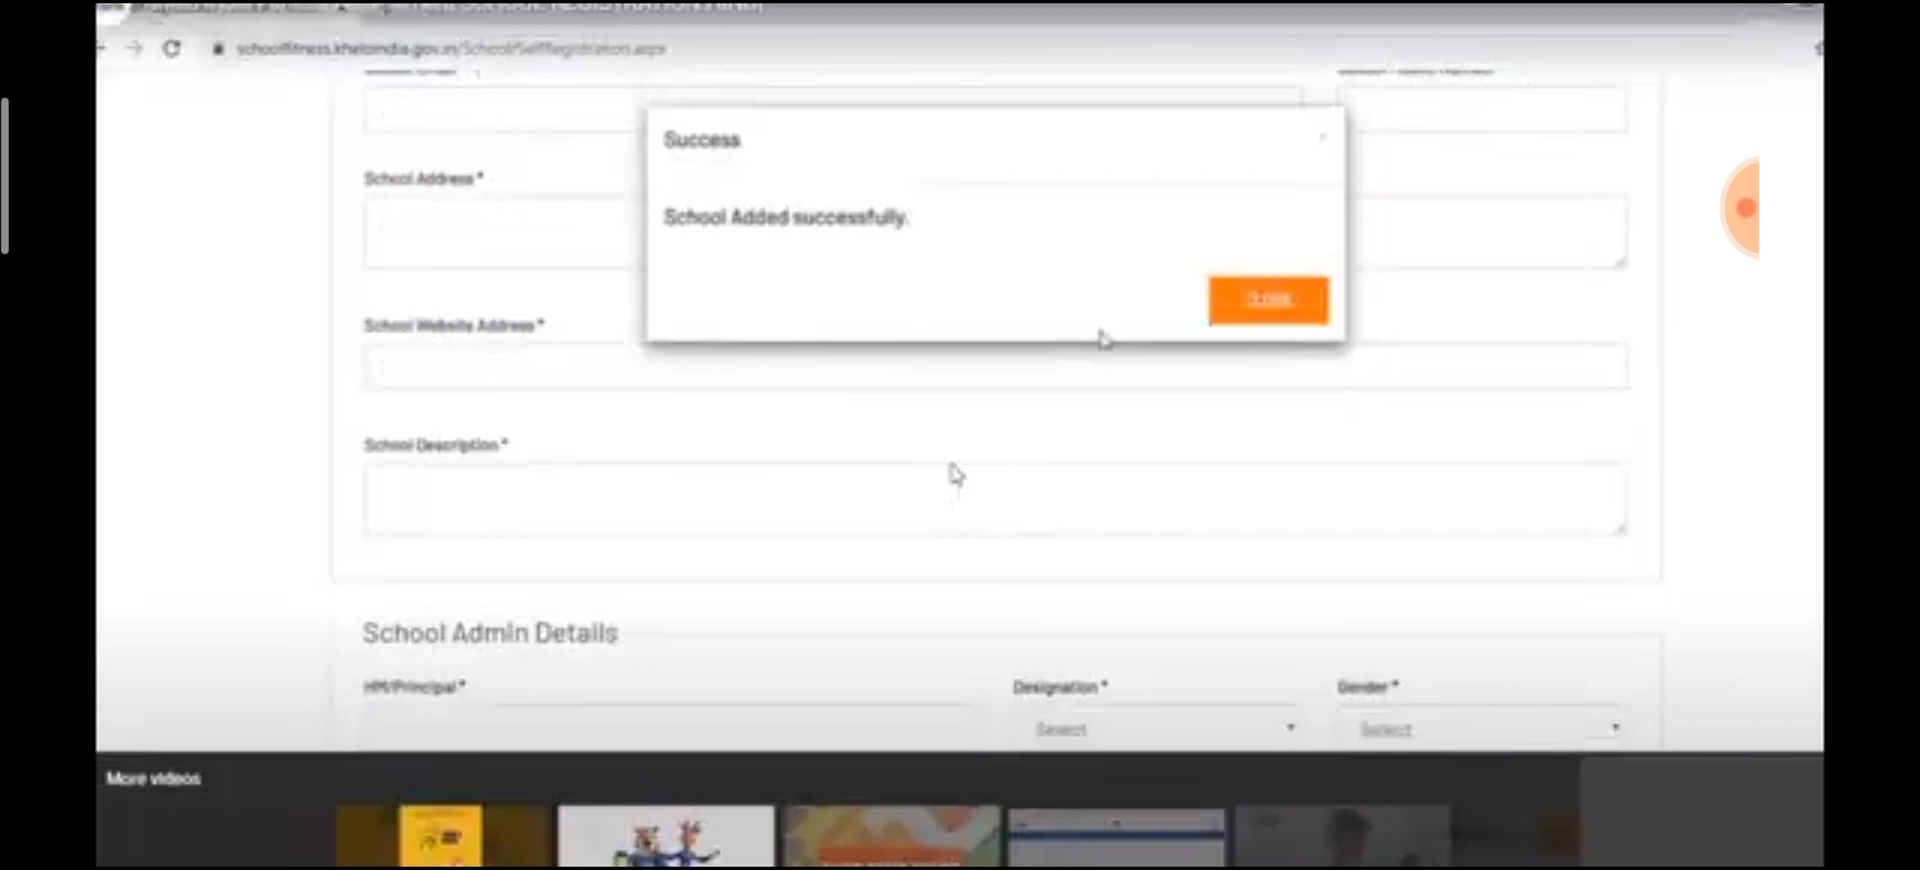 schoolfitness.kheloindia.gov.in/School/SelfRegistration.aspx
Success
School Added successfully.
School Address *
School Website Address *
School Description *
School Admin Details
HM/Principal *
Designation *
Gender *
Select
Select
More videos